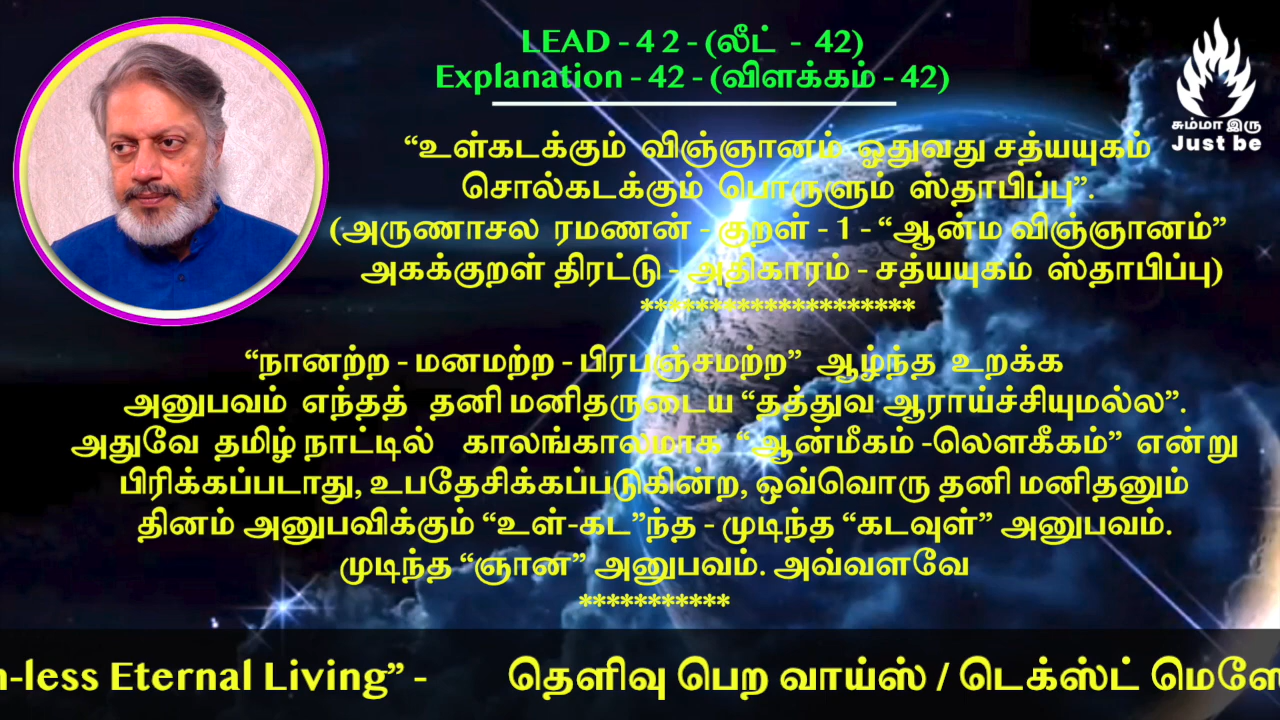 LEAD - 4 2 - (லீட் - 42)
Explanation - 42 - (விளக்கம் - 42)
சும்மா இரு
Just be
“உள்கடக்கும் விஞ்ஞானம் ஓதுவது சத்யயுகம்
சொல்கடக்கும் பொருளும் ஸ்தாபிப்பு”.
(அருணாசல ரமணன் - குறள் - 1 - “ஆன்ம விஞ்ஞானம்”
அகக்குறள் திரட்டு - அதிகாரம் - சத்யயுகம் ஸ்தாபிப்பு)
********************
“நானற்ற - மனமற்ற - பிரபஞ்சமற்ற” ஆழ்ந்த உறக்க
அனுபவம் எந்தத் தனி மனிதருடைய “தத்துவ ஆராய்ச்சியுமல்ல”.
அதுவே தமிழ் நாட்டில் காலங்காலமாக “ஆன்மீகம் -லௌகீகம்” என்று
பிரிக்கப்படாது, உபதேசிக்கப்படுகின்ற, ஒவ்வொரு தனி மனிதனும்
தினம் அனுபவிக்கும் “உள்-கட”ந்த - முடிந்த “கடவுள்” அனுபவம்.
முடிந்த “ஞான” அனுபவம். அவ்வளவே
***********
-less Eternal Living” - தெளிவு பெற வாய்ஸ் / டெக்ஸ்ட்